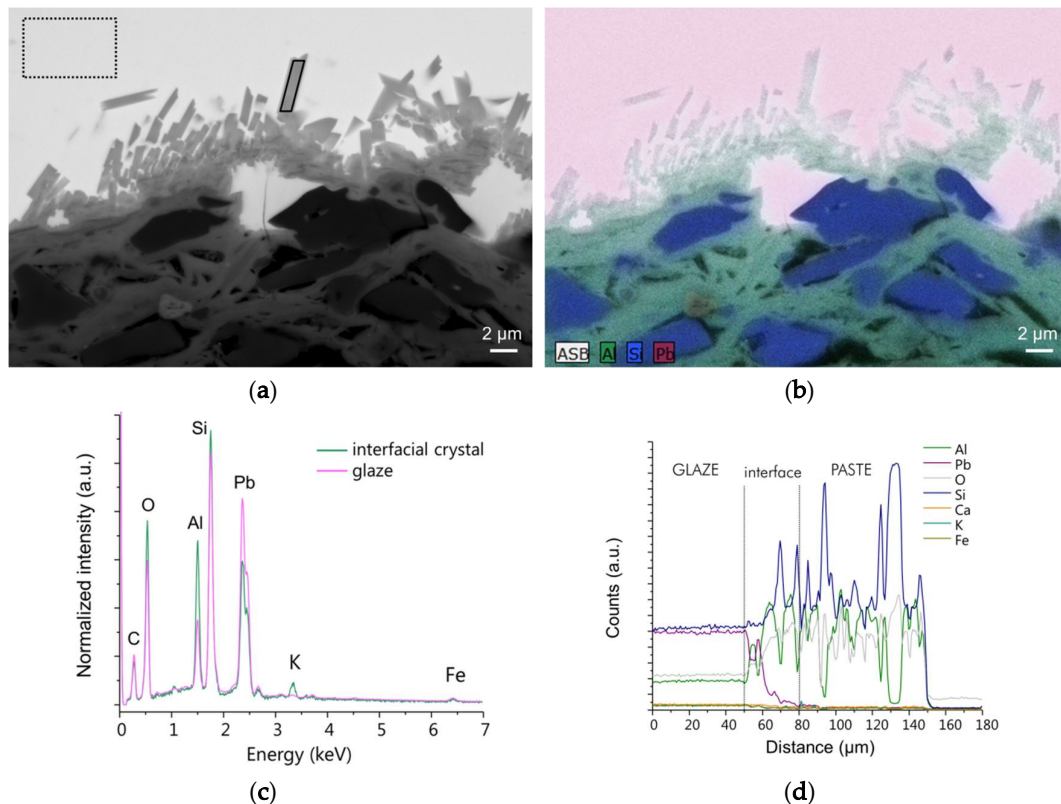 2 µm
2 µm
ASB Al Si Pb
(a)
(b)
Normalized intensity (a.u.)
C
O
Al
Si
Pb
K
Fe
interfacial crystal
glaze
0 1 2 3 4 5 6 7
Energy (keV)
(c)
Counts (a.u.)
GLAZE
interface
PASTE
Al
Pb
O
Si
Ca
K
Fe
0 20 40 60 80 100 120 140 160 180
Distance (µm)
(d)